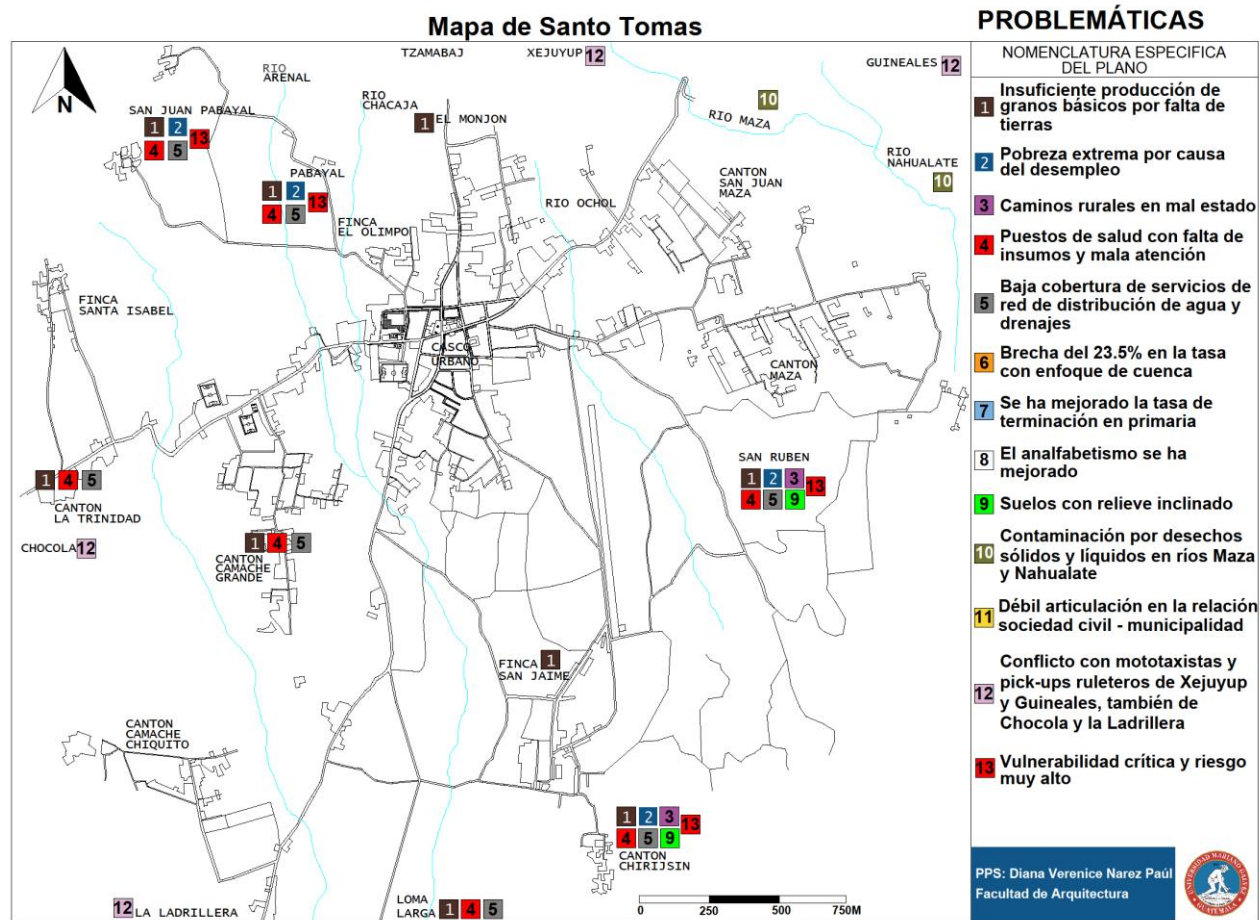 Mapa de Santo Tomas
PROBLEMÁTICAS
NOMENCLATURA ESPECIFICA
DEL PLANO
1 Insuficiente producción de
granos básicos por falta de
tierras
2 Pobreza extrema por causa
del desempleo
3 Caminos rurales en mal estado
4 Puestos de salud con falta de
insumos y mala atención
5 Baja cobertura de servicios de
red de distribución de agua y
drenajes
6 Brecha del 23.5% en la tasa
con enfoque de cuenca
7 Se ha mejorado la tasa de
terminación en primaria
8 El analfabetismo se ha
mejorado
9 Suelos con relieve inclinado
10 Contaminación por desechos
sólidos y líquidos en ríos Maza
y Nahualate
11 Débil articulación en la relación
sociedad civil - municipalidad
12 Conflicto con mototaxistas y
pick-ups ruleteros de Xejuyup
y Guineales, también de
Chocola y la Ladrillera
13 Vulnerabilidad crítica y riesgo
muy alto
PPS: Diana Verenice Narez Paúl
Facultad de Arquitectura
UNIVERSIDAD MARIANO GALVEZ
GUATEMALA
N
TZAMABAJ
XEJUYUP 12
GUINEALES 12
RIO
ARENAL
RIO
CHACAJA
SAN JUAN PABAYAL
1 2 13
4 5
1 EL MONJON
10
RIO MAZA
RIO
NAHUALATE
10
PABAYAL
1 2 13
4 5
FINCA
EL OLIMPO
RIO OCHOL
CANTON
SAN JUAN
MAZA
FINCA
SANTA ISABEL
CASCO
URBANO
CANTON
MAZA
SAN RUBEN
1 2 3 13
4 5 9
1 4 5
CANTON
LA TRINIDAD
CHOCOLA 12
1 4 5
CANTON
CAMACHE
GRANDE
FINCA 1
SAN JAIME
CANTON
CAMACHE
CHIQUITO
1 2 3 13
4 5 9
CANTON
CHIRIJSIN
12 LA LADRILLERA
LOMA
LARGA 1 4 5
0 250 500 750M